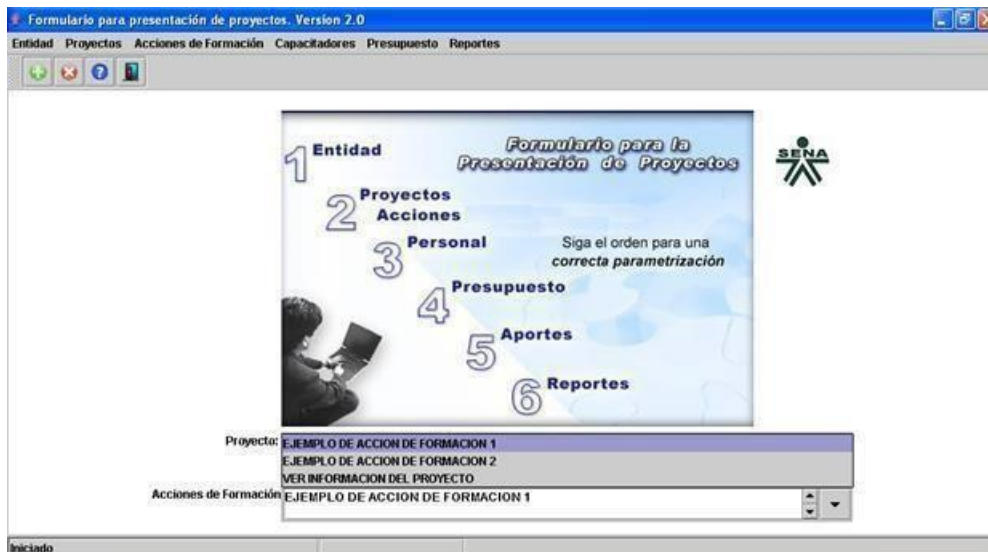 Formulario para presentación de proyectos. Version 2.0
Entidad Proyectos Acciones de Formación Capacitadores Presupuesto Reportes
Formulario para la
Presentación de Proyectos
SENA
1 Entidad
2 Proyectos
Acciones
3 Personal
Siga el orden para una
correcta parametrización
4 Presupuesto
5 Aportes
6 Reportes
Proyecto: EJEMPLO DE ACCION DE FORMACION 1
EJEMPLO DE ACCION DE FORMACION 2
VER INFORMACION DEL PROYECTO
Acciones de Formación EJEMPLO DE ACCION DE FORMACION 1
Iniciado